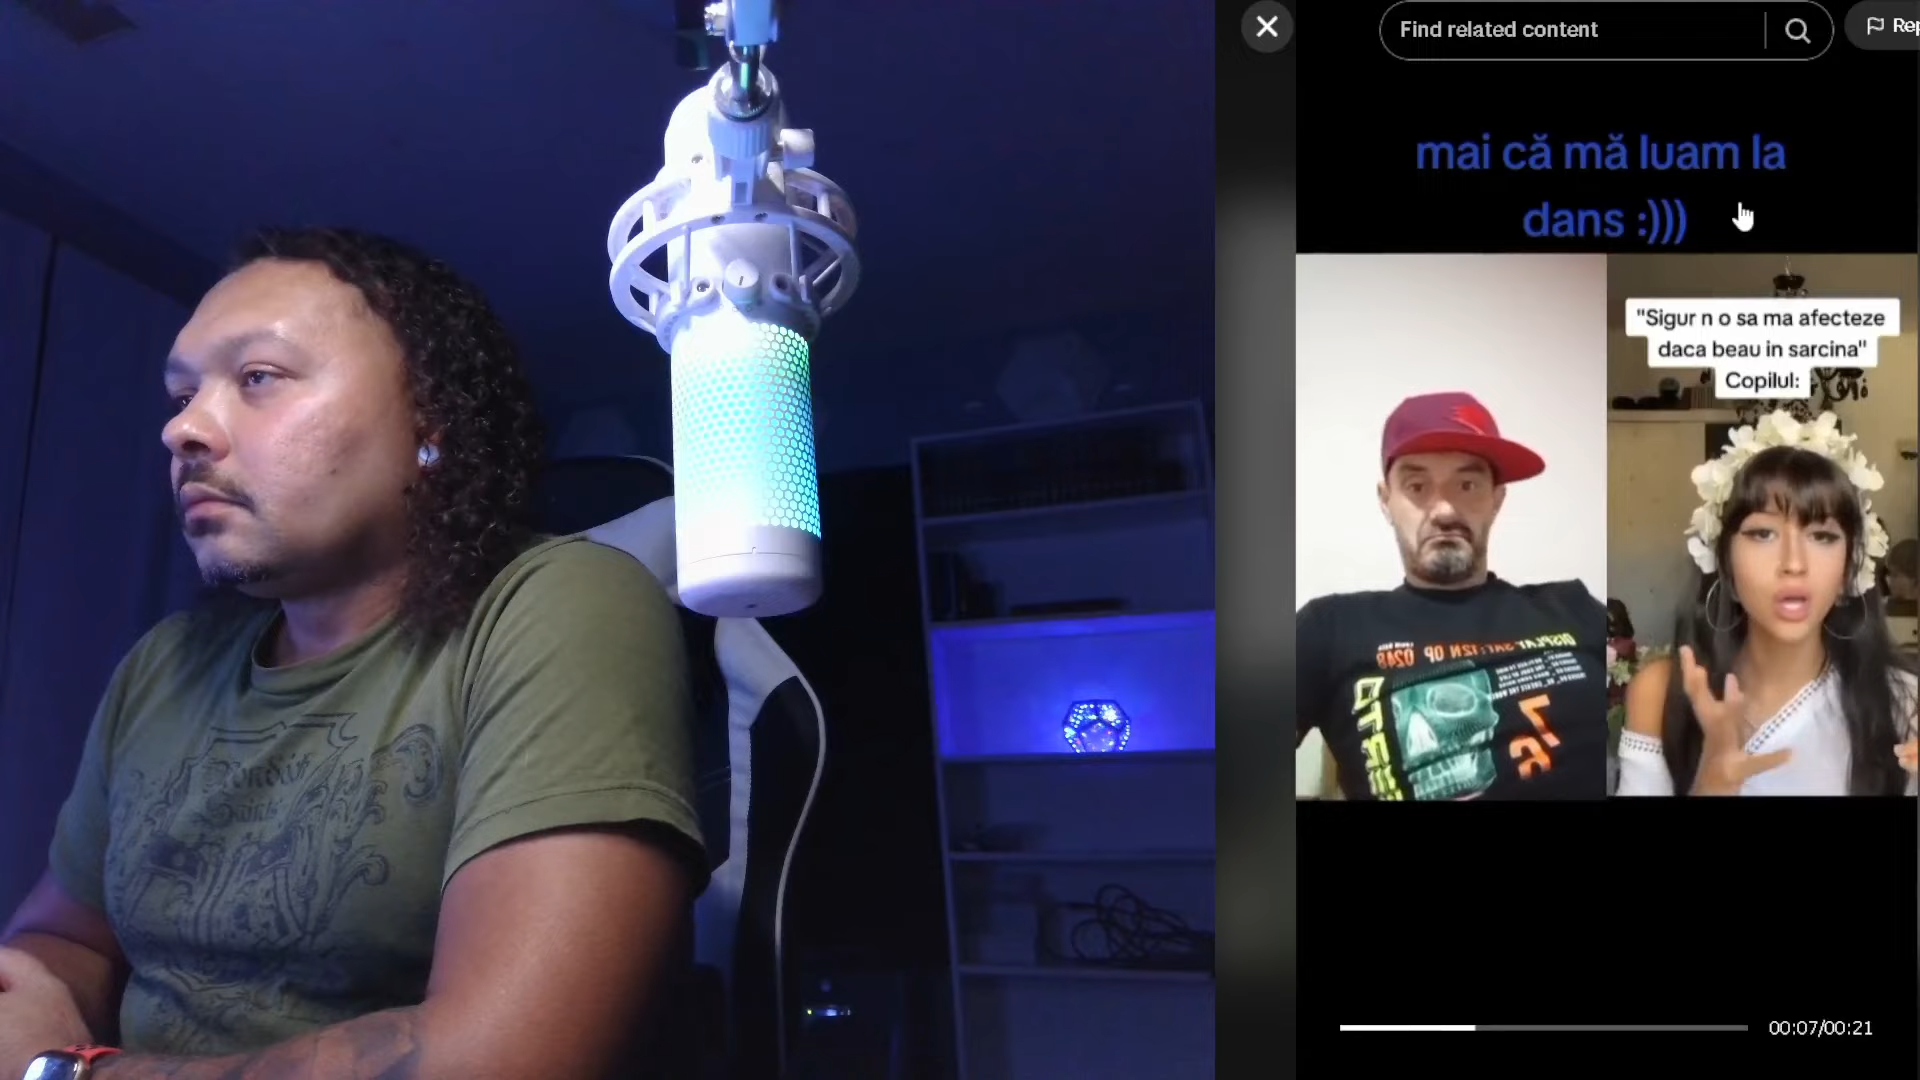 Find related content
Rep
mai că mă luam la
dans :)))
"Sigur n o sa ma afecteze
daca beau in sarcina"
Copilul:
00:07/00:21